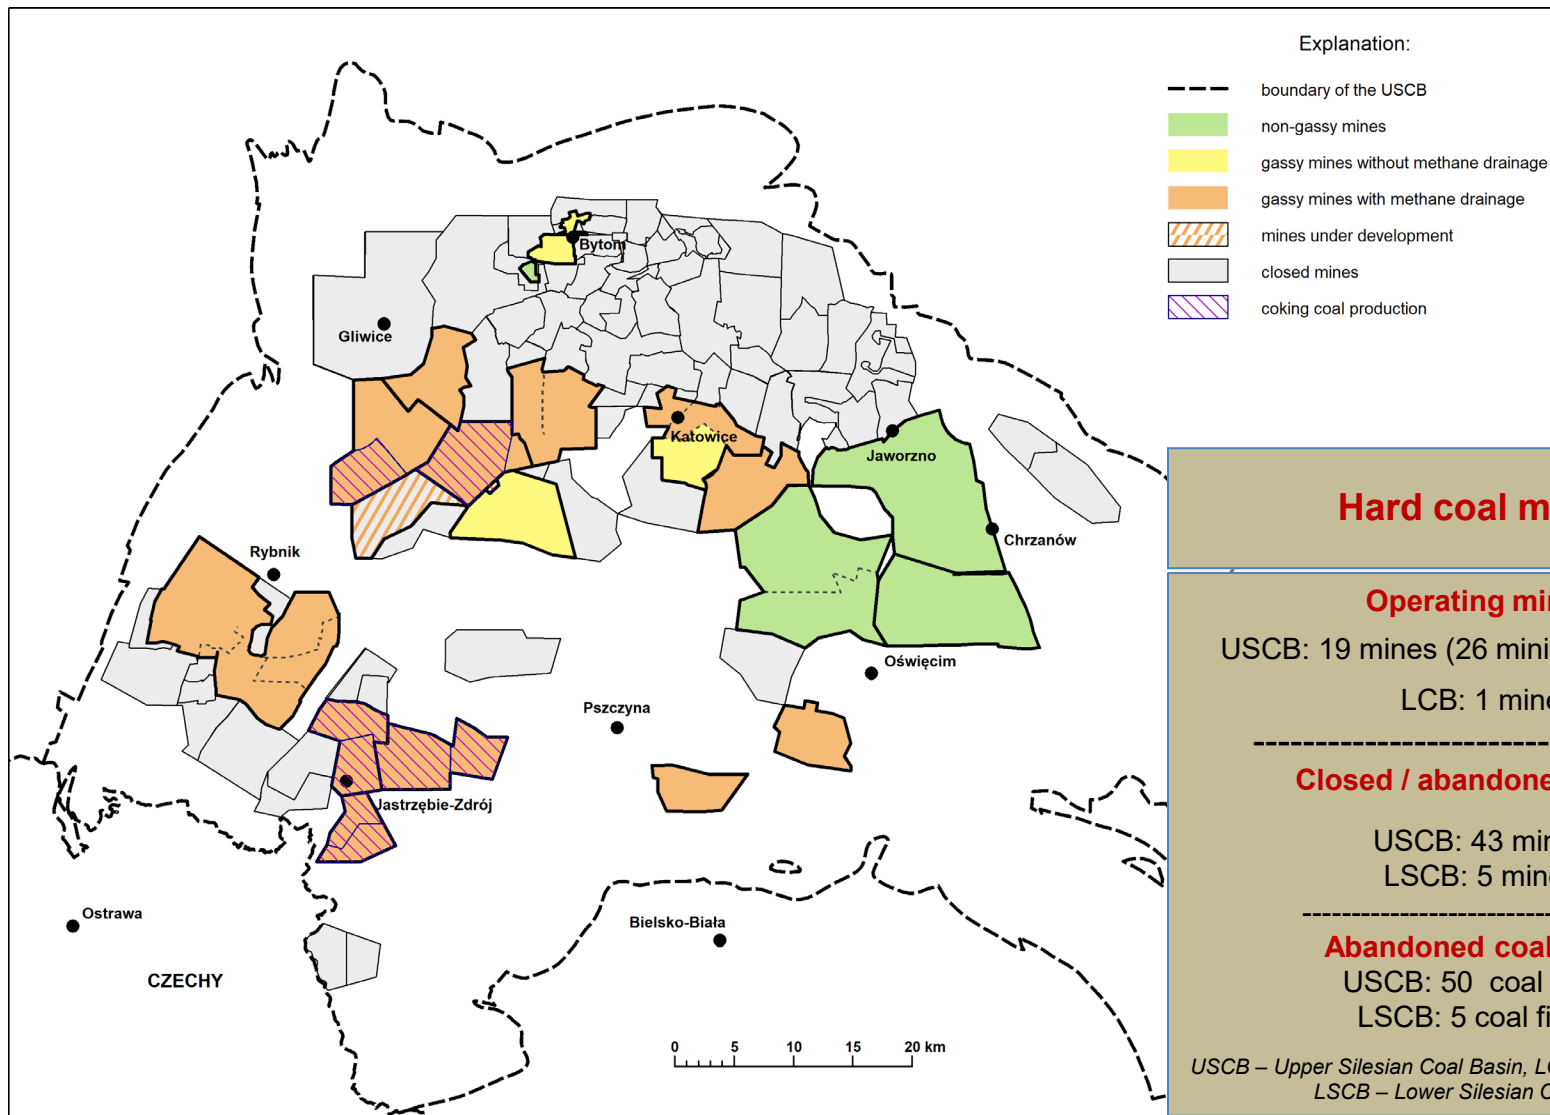 Explanation:
boundary of the USCB
non-gassy mines
gassy mines without methane drainage
gassy mines with methane drainage
mines under development
closed mines
coking coal production
Bytom
Gliwice
Katowice
Jaworzno
Chrzanów
Rybnik
Oświęcim
Pszczyna
Jastrzębie-Zdrój
Ostrawa
Bielsko-Biała
CZECHY
0 5 10 15 20 km
Hard coal m
Operating mi
USCB: 19 mines (26 mini
LCB: 1 mine
Closed / abandone
USCB: 43 min
LSCB: 5 mine
Abandoned coal
USCB: 50 coal
LSCB: 5 coal fi
USCB – Upper Silesian Coal Basin, LC
LSCB – Lower Silesian C